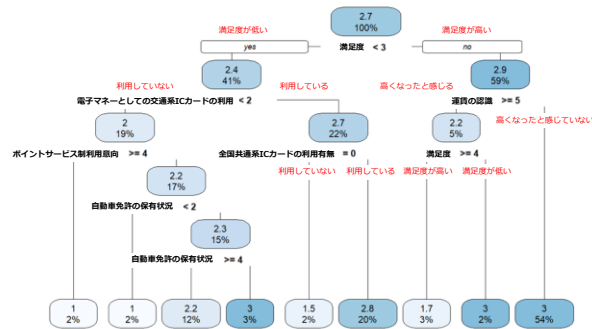 2.7
100%
満足度が低い
満足度が高い
yes
満足度 < 3
no
2.4
41%
2.9
59%
利用していない
利用している
高くなったと感じる
電子マネーとしての交通系ICカードの利用 < 2
運賃の認識 >= 5
高くなったと感じていない
2
19%
2.7
22%
2.2
5%
ポイントサービス制利用意向 >= 4
全国共通系ICカードの利用有無 = 0
満足度 >= 4
利用していない
利用している
満足度が高い
満足度が低い
2.2
17%
自動車免許の保有状況 < 2
2.3
15%
自動車免許の保有状況 >= 4
1
2%
1
2%
2.2
12%
3
3%
1.5
2%
2.8
20%
1.7
3%
3
2%
3
54%